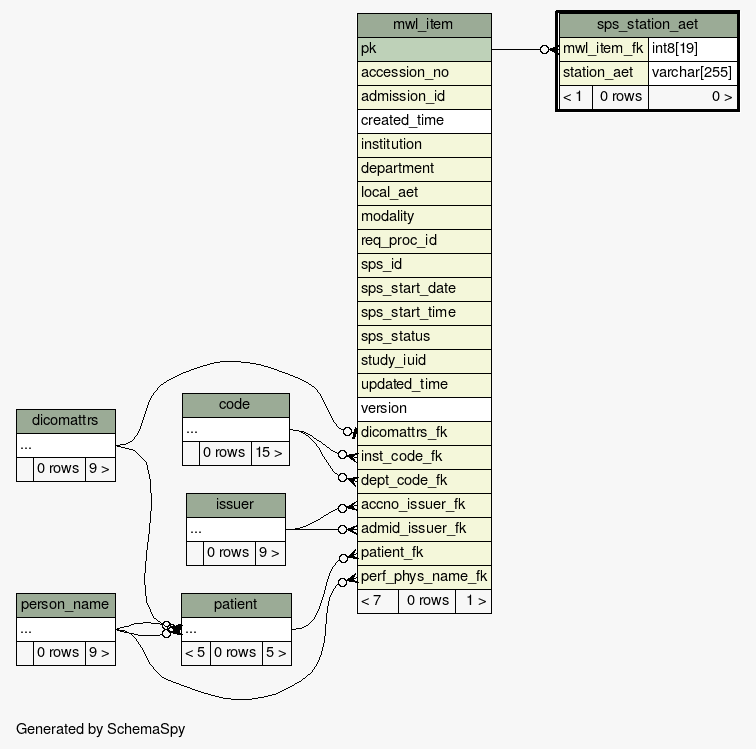 mwl_item
pk
accession_no
admission_id
created_time
institution
department
local_aet
modality
req_proc_id
sps_id
sps_start_date
sps_start_time
sps_status
study_iuid
updated_time
version
dicomattrs_fk
inst_code_fk
dept_code_fk
accno_issuer_fk
admid_issuer_fk
patient_fk
perf_phys_name_fk
< 7 0 rows 1 >
sps_station_aet
mwl_item_fk int8[19]
station_aet varchar[255]
< 1 0 rows 0 >
dicomattrs
...
0 rows 9 >
code
...
0 rows 15 >
issuer
...
0 rows 9 >
person_name
...
0 rows 9 >
patient
...
< 5 0 rows 5 >
Generated by SchemaSpy